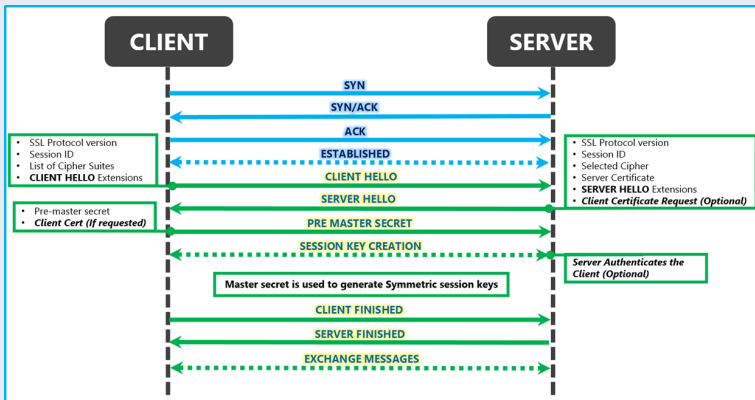 CLIENT
SERVER
SYN
SYN/ACK
ACK
ESTABLISHED
• SSL Protocol version
• Session ID
• List of Cipher Suites
• CLIENT HELLO Extensions
• SSL Protocol version
• Session ID
• Selected Cipher
• Server Certificate
• SERVER HELLO Extensions
• Client Certificate Request (Optional)
CLIENT HELLO
SERVER HELLO
• Pre-master secret
• Client Cert (If requested)
PRE MASTER SECRET
SESSION KEY CREATION
Server Authenticates the
Client (Optional)
Master secret is used to generate Symmetric session keys
CLIENT FINISHED
SERVER FINISHED
EXCHANGE MESSAGES